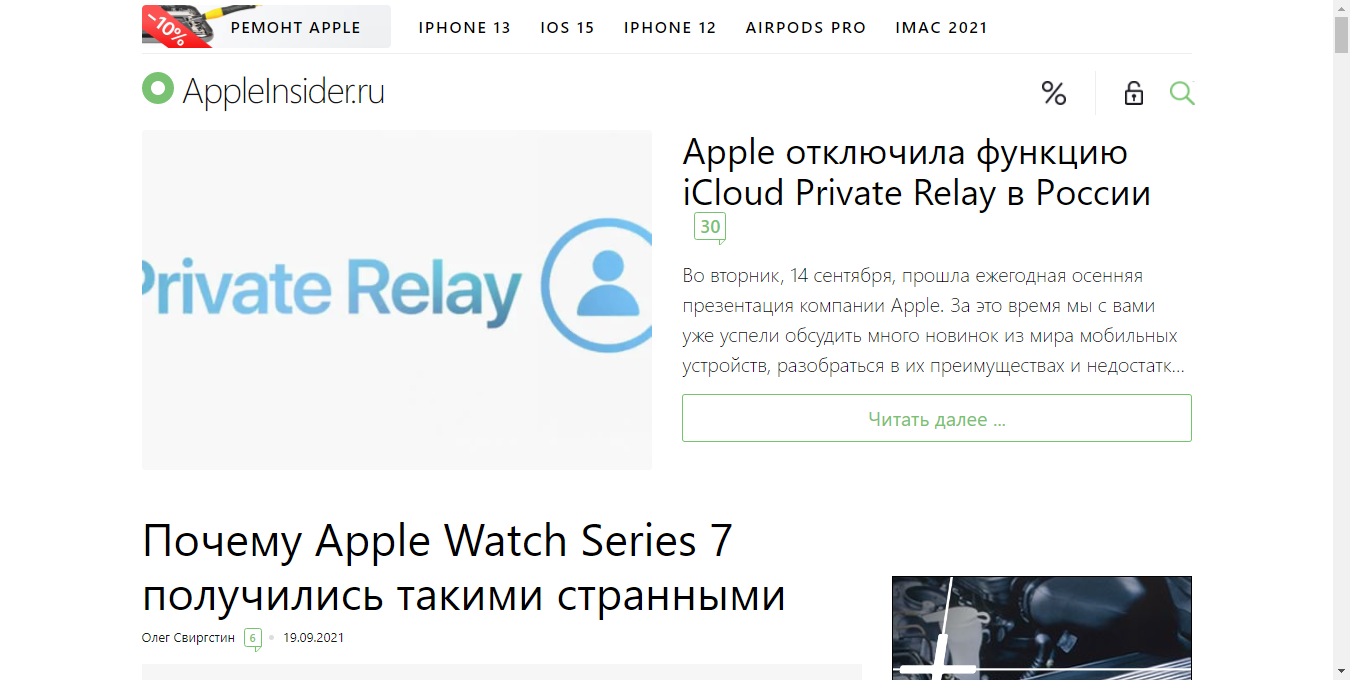 -10%
РЕМОНТ APPLE
IPHONE 13
IOS 15
IPHONE 12
AIRPODS PRO
IMAC 2021
AppleInsider.ru
%
Private Relay
Apple отключила функцию
iCloud Private Relay в России
30
Во вторник, 14 сентября, прошла ежегодная осенняя
презентация компании Apple. За это время мы с вами
уже успели обсудить много новинок из мира мобильных
устройств, разобраться в их преимуществах и недостатк...
Читать далее ...
Почему Apple Watch Series 7
получились такими странными
Олег Свиргстин 6 19.09.2021